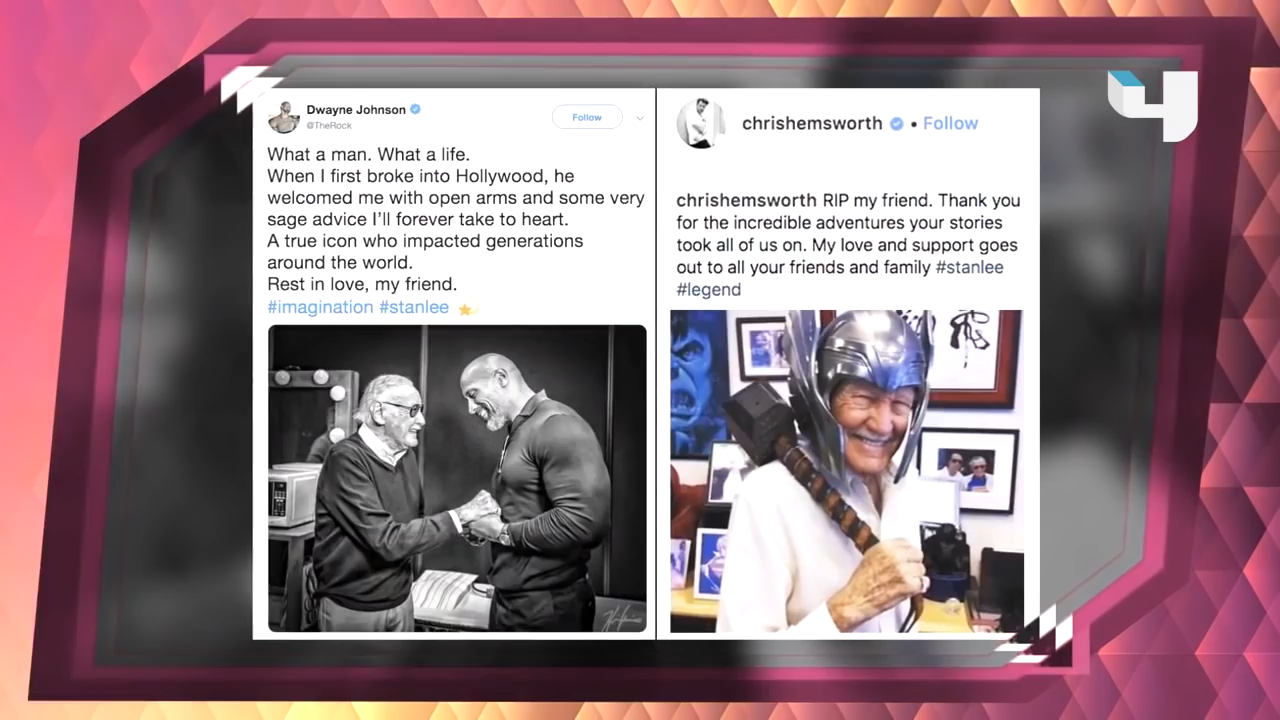 Dwayne Johnson
@TheRock
Follow
What a man. What a life.
When I first broke into Hollywood, he
welcomed me with open arms and some very
sage advice I'll forever take to heart.
A true icon who impacted generations
around the world.
Rest in love, my friend.
#imagination #stanlee
chrishemsworth • Follow
chrishemsworth RIP my friend. Thank you
for the incredible adventures your stories
took all of us on. My love and support goes
out to all your friends and family #stanlee
#legend